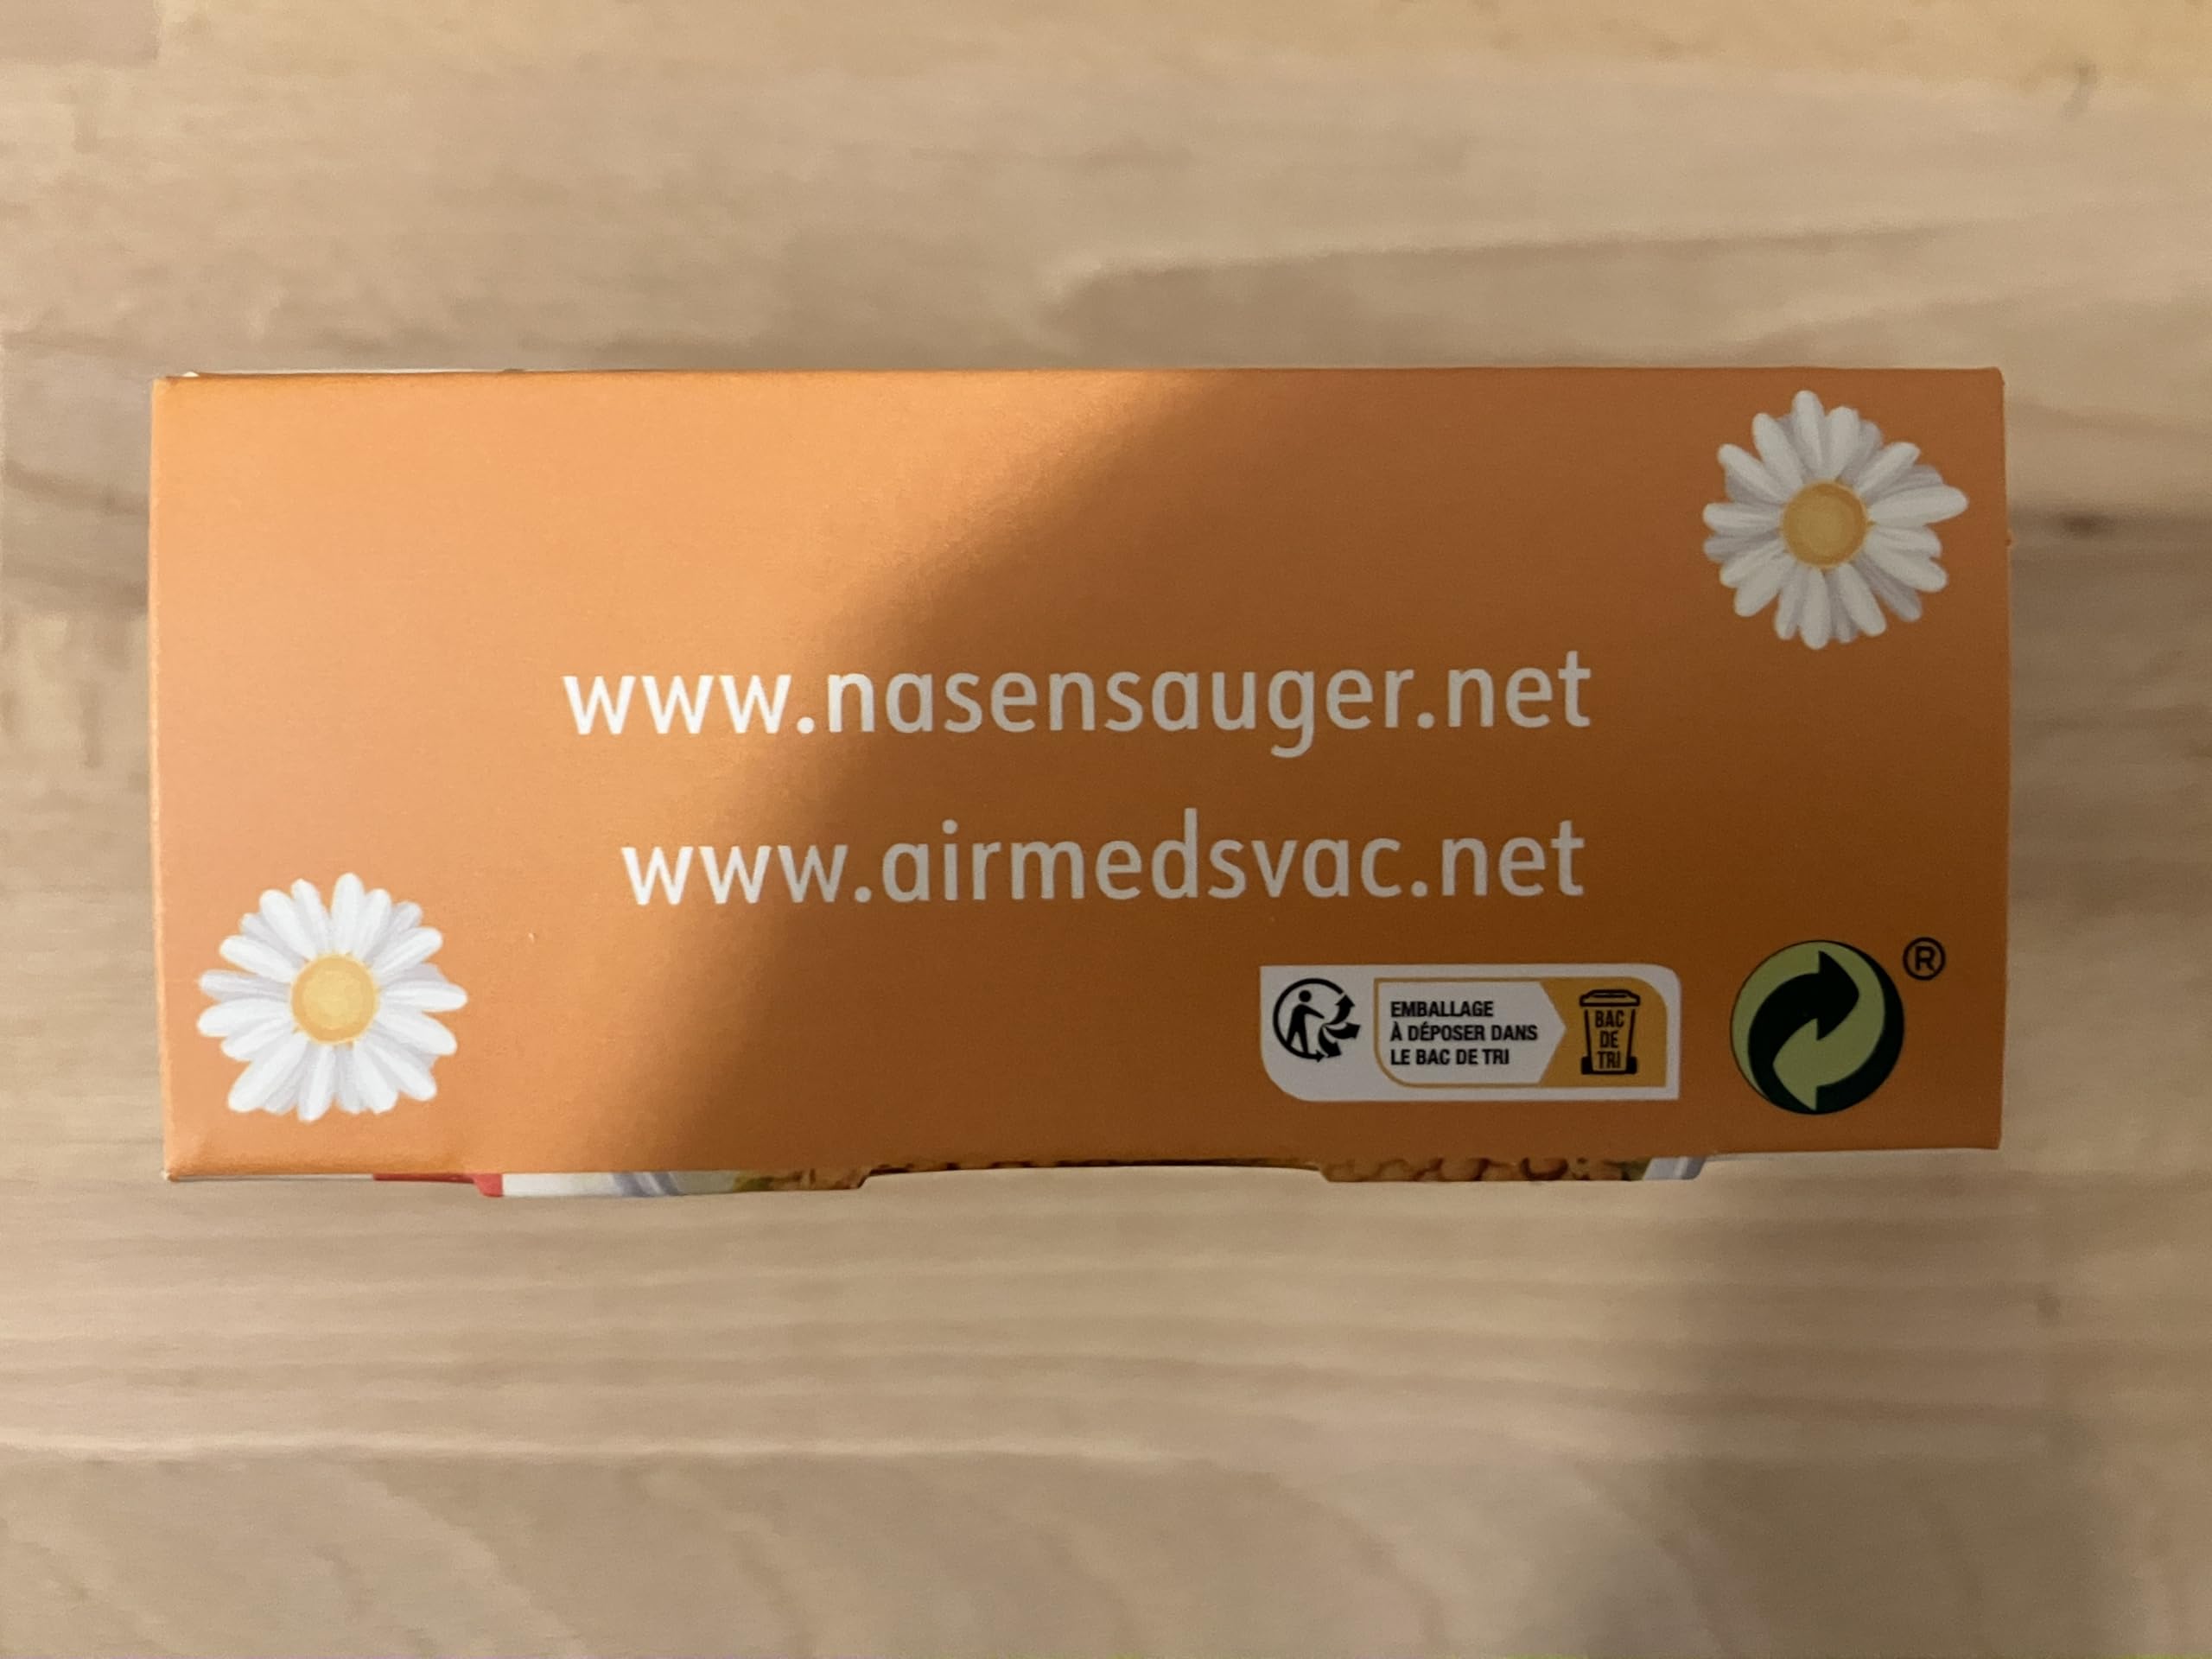 www.nasensauger.net
www.airmedsvac.net
EMBALLAGE
À DÉPOSER DANS
LE BAC DE TRI
BAC
DE
TRI
®